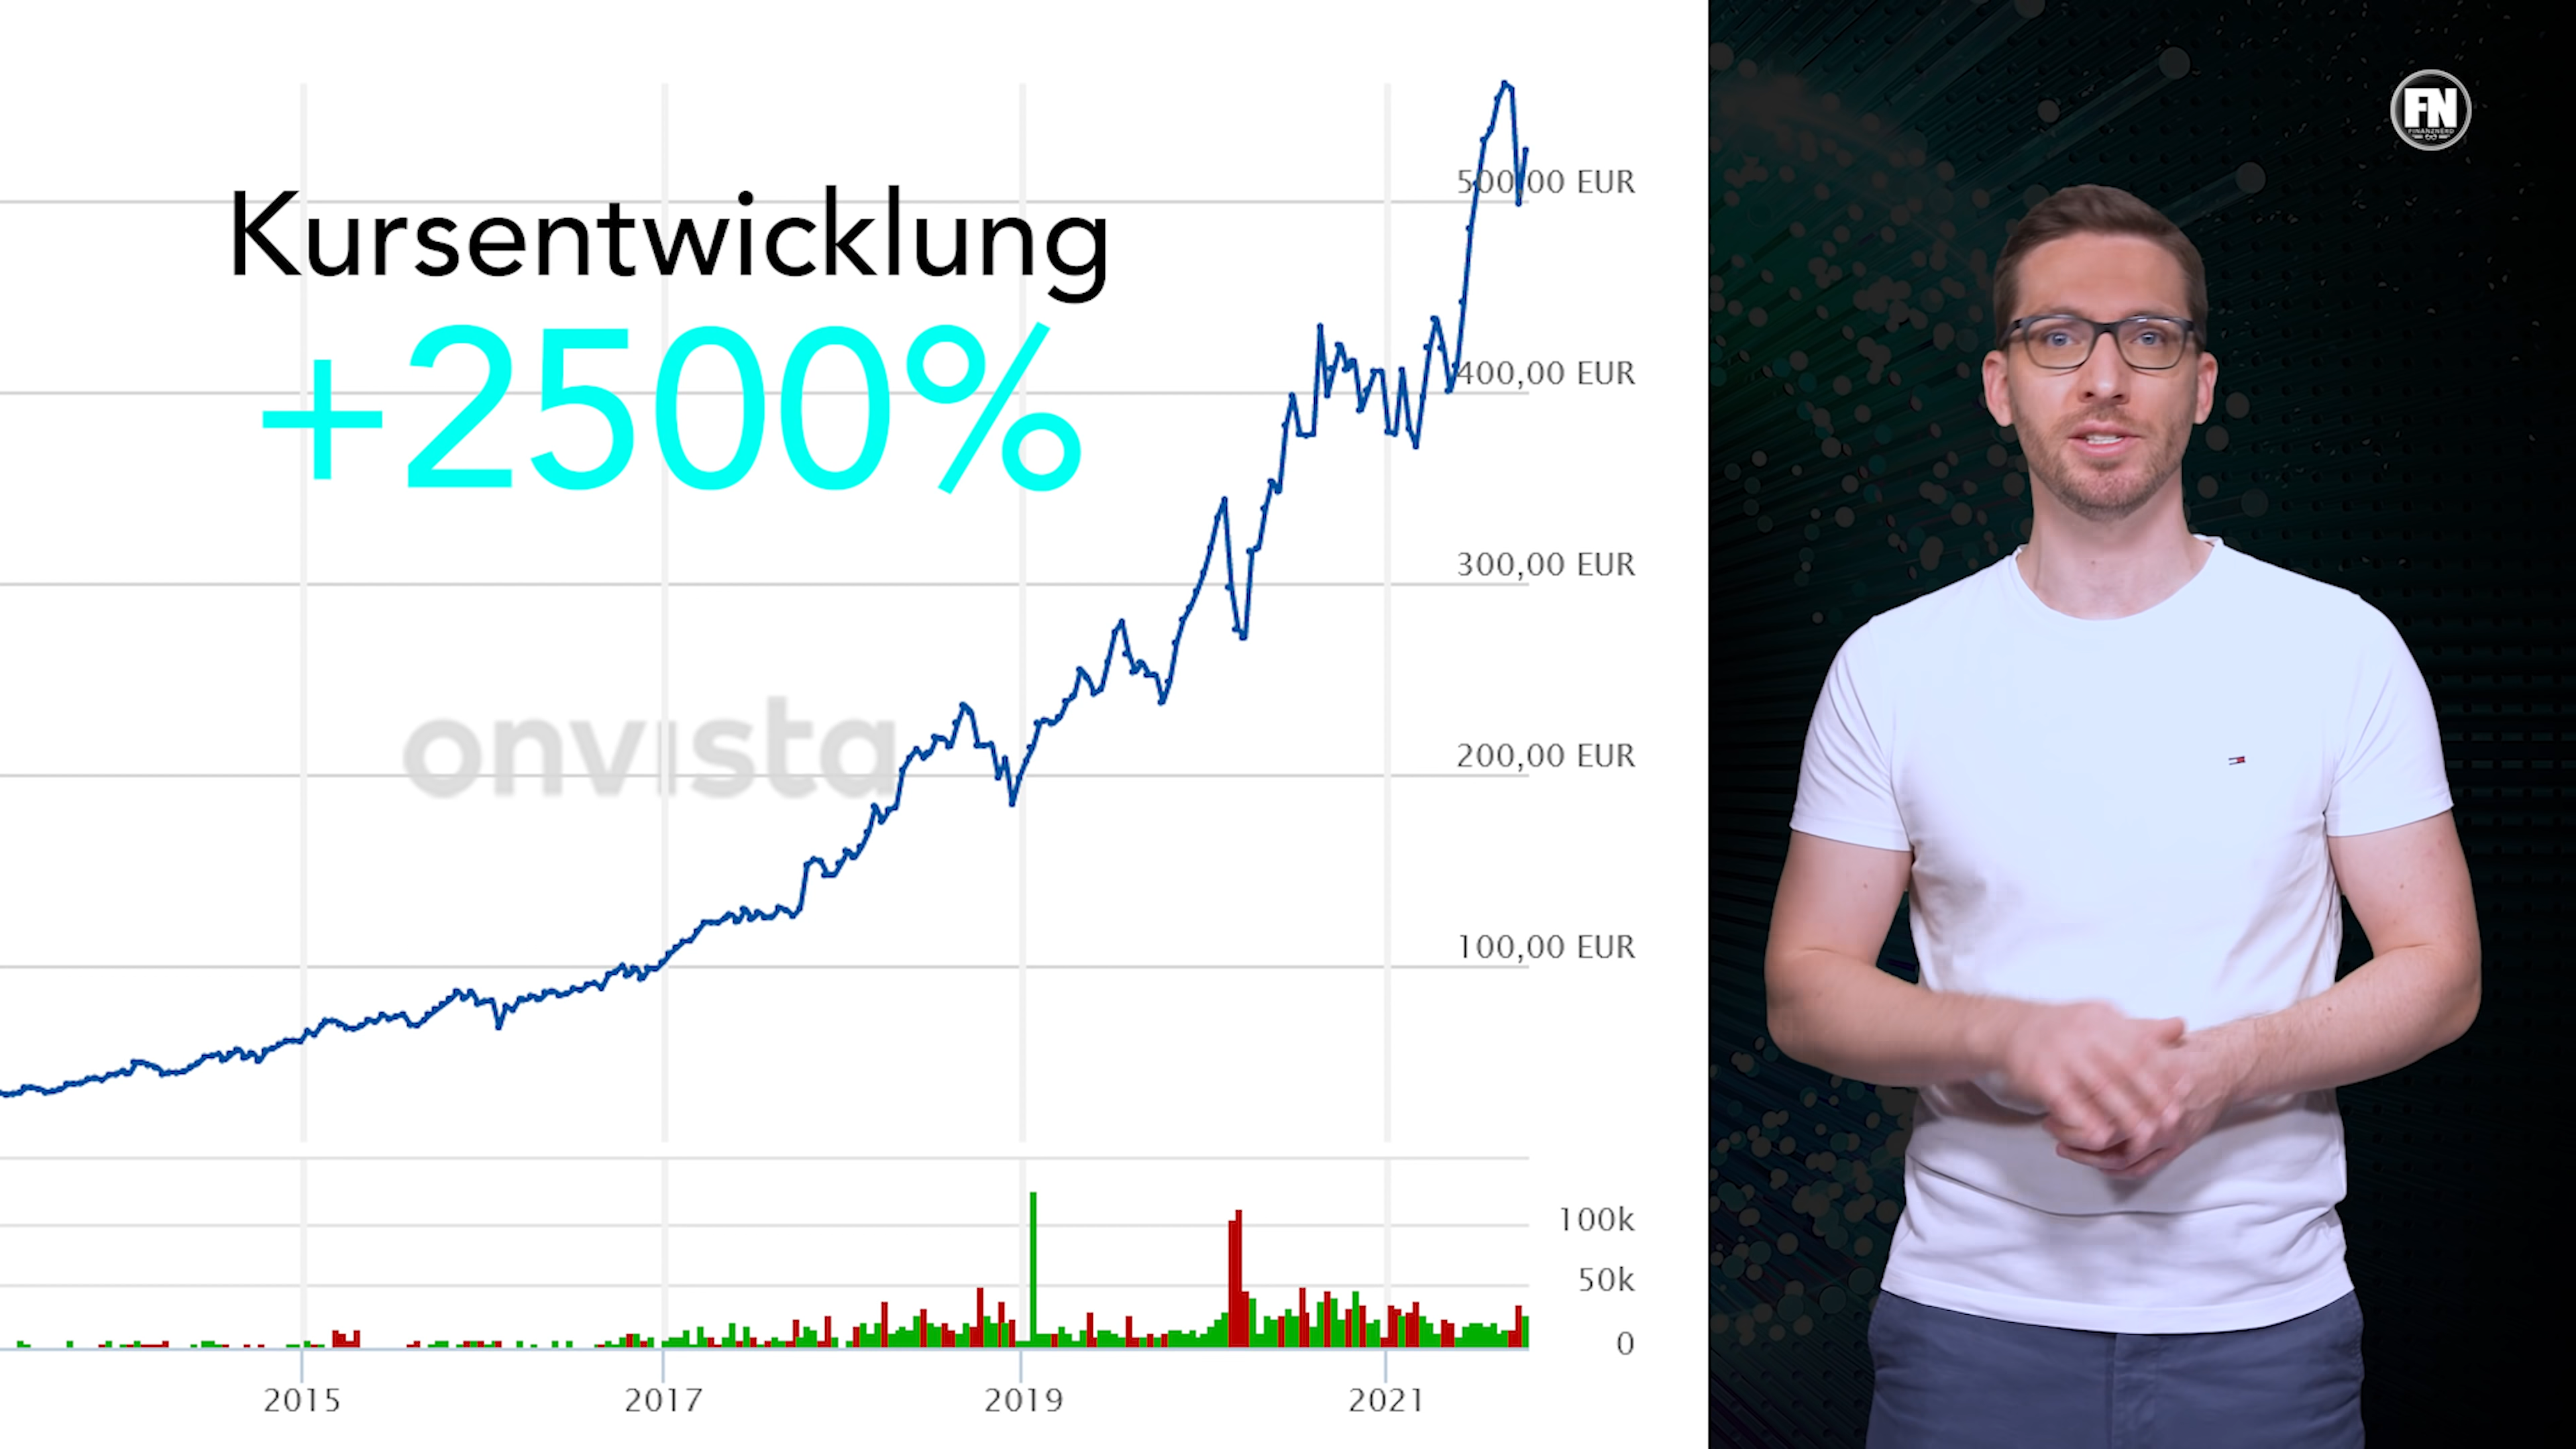 Kursentwicklung
+2500%
onvista
500,00 EUR
400,00 EUR
300,00 EUR
200,00 EUR
100,00 EUR
100k
50k
0
2015
2017
2019
2021
FN
FINANZNERD